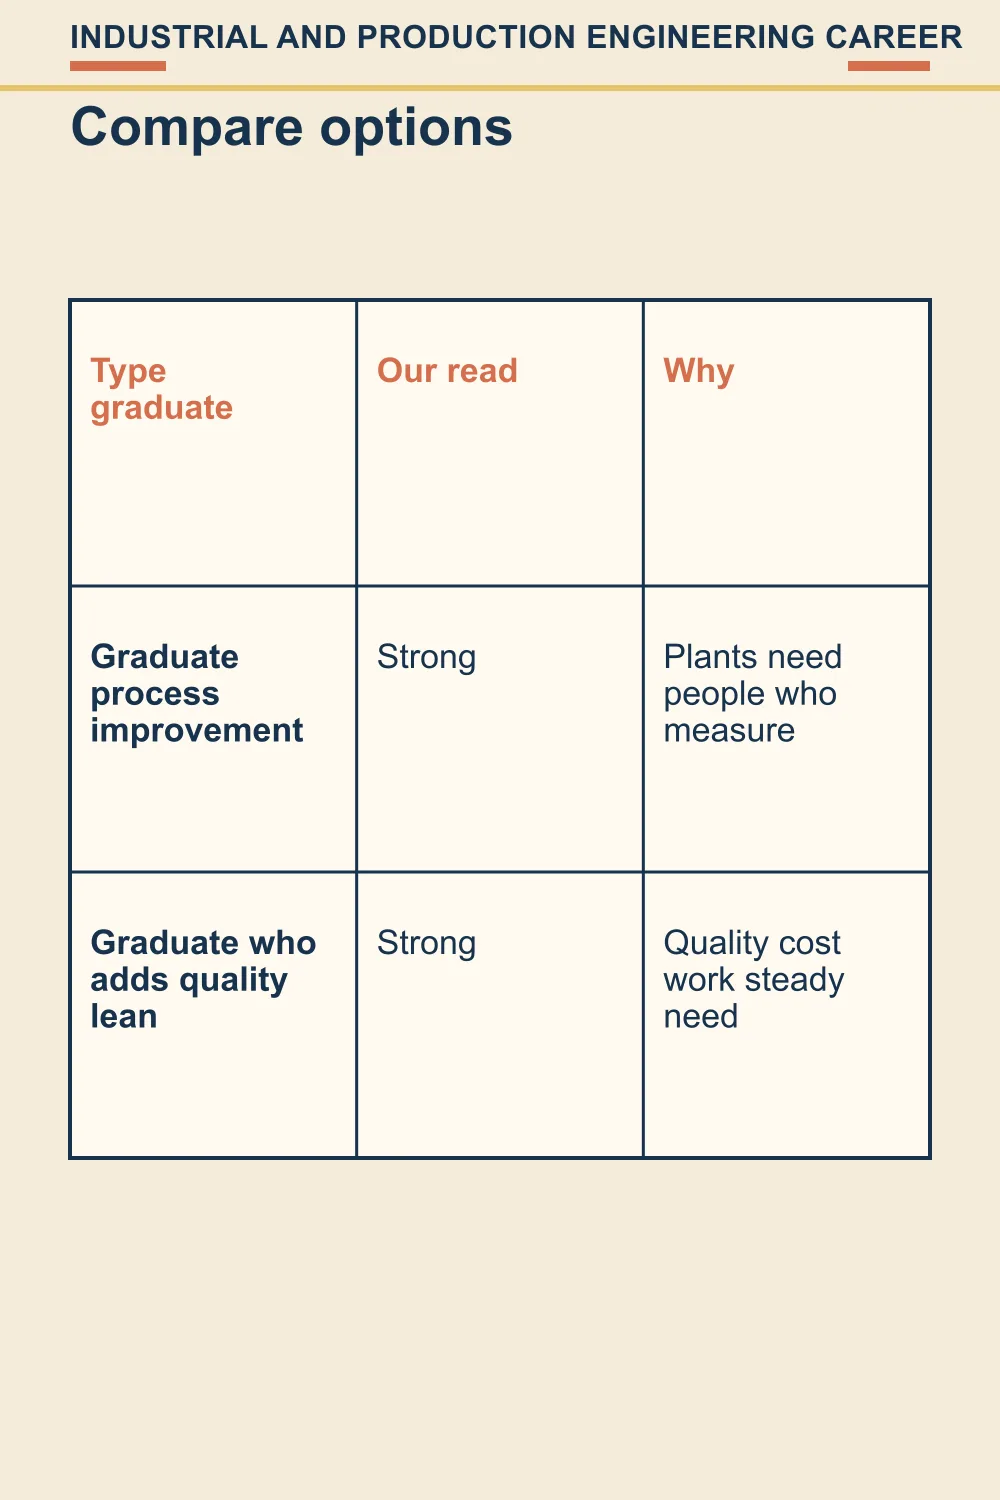 INDUSTRIAL AND PRODUCTION ENGINEERING CAREER
Compare options
Type
graduate
Our read
Why
Graduate
process
improvement
Strong
Plants need
people who
measure
Graduate who
adds quality
lean
Strong
Quality cost
work steady
need